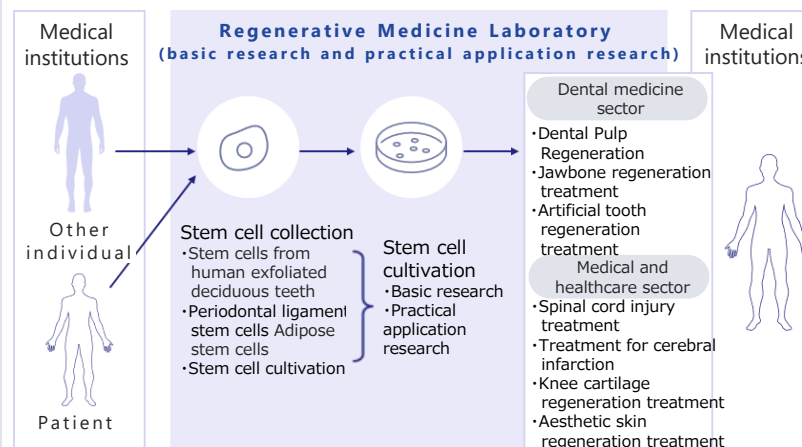 Medical
institutions
Other
individual
Patient
Regenerative Medicine Laboratory
(basic research and practical application research)
Stem cell collection
・Stem cells from
human exfoliated
deciduous teeth
・Periodontal ligament
stem cells Adipose
stem cells
・Stem cell cultivation
Stem cell
cultivation
・Basic research
・Practical
application
research
Dental medicine
sector
・Dental Pulp
Regeneration
・Jawbone regeneration
treatment
・Artificial tooth
regeneration
treatment
Medical and
healthcare sector
・Spinal cord injury
treatment
・Treatment for cerebral
infarction
・Knee cartilage
regeneration treatment
・Aesthetic skin
regeneration treatment
Medical
institutions